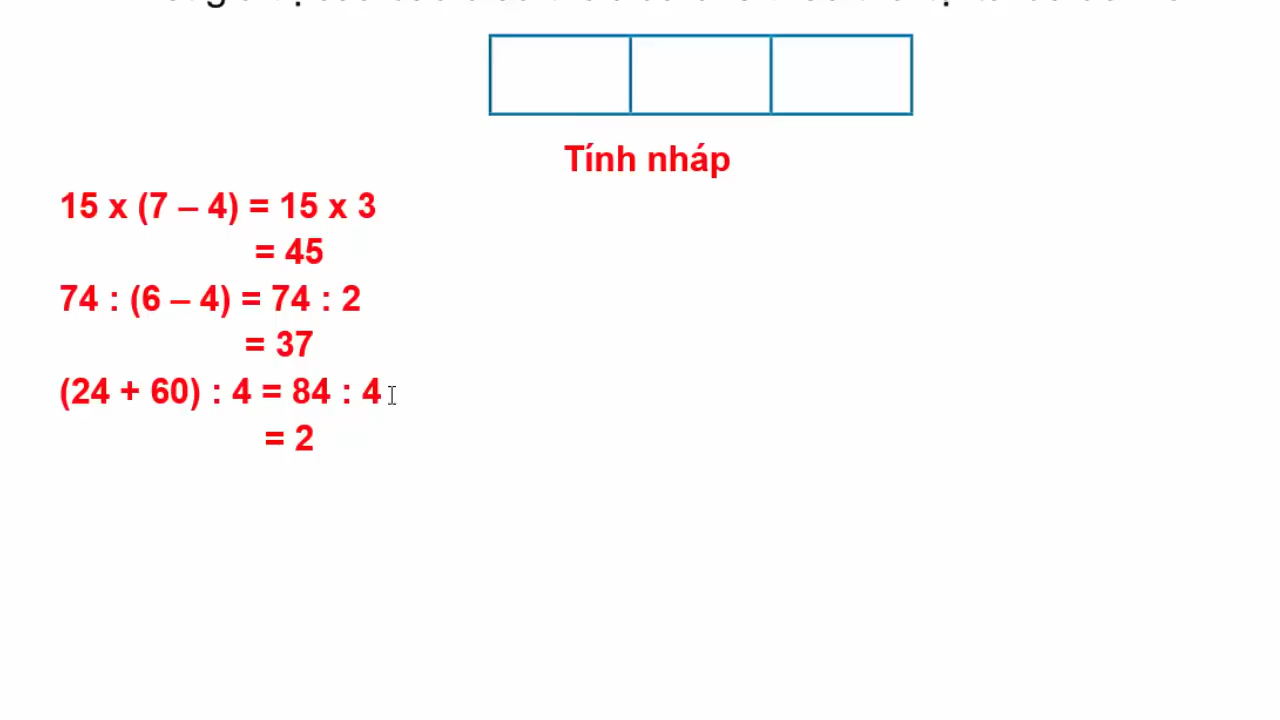 Tính nháp
15 x (7 – 4) = 15 x 3
= 45
74 : (6 – 4) = 74 : 2
= 37
(24 + 60) : 4 = 84 : 4
= 2